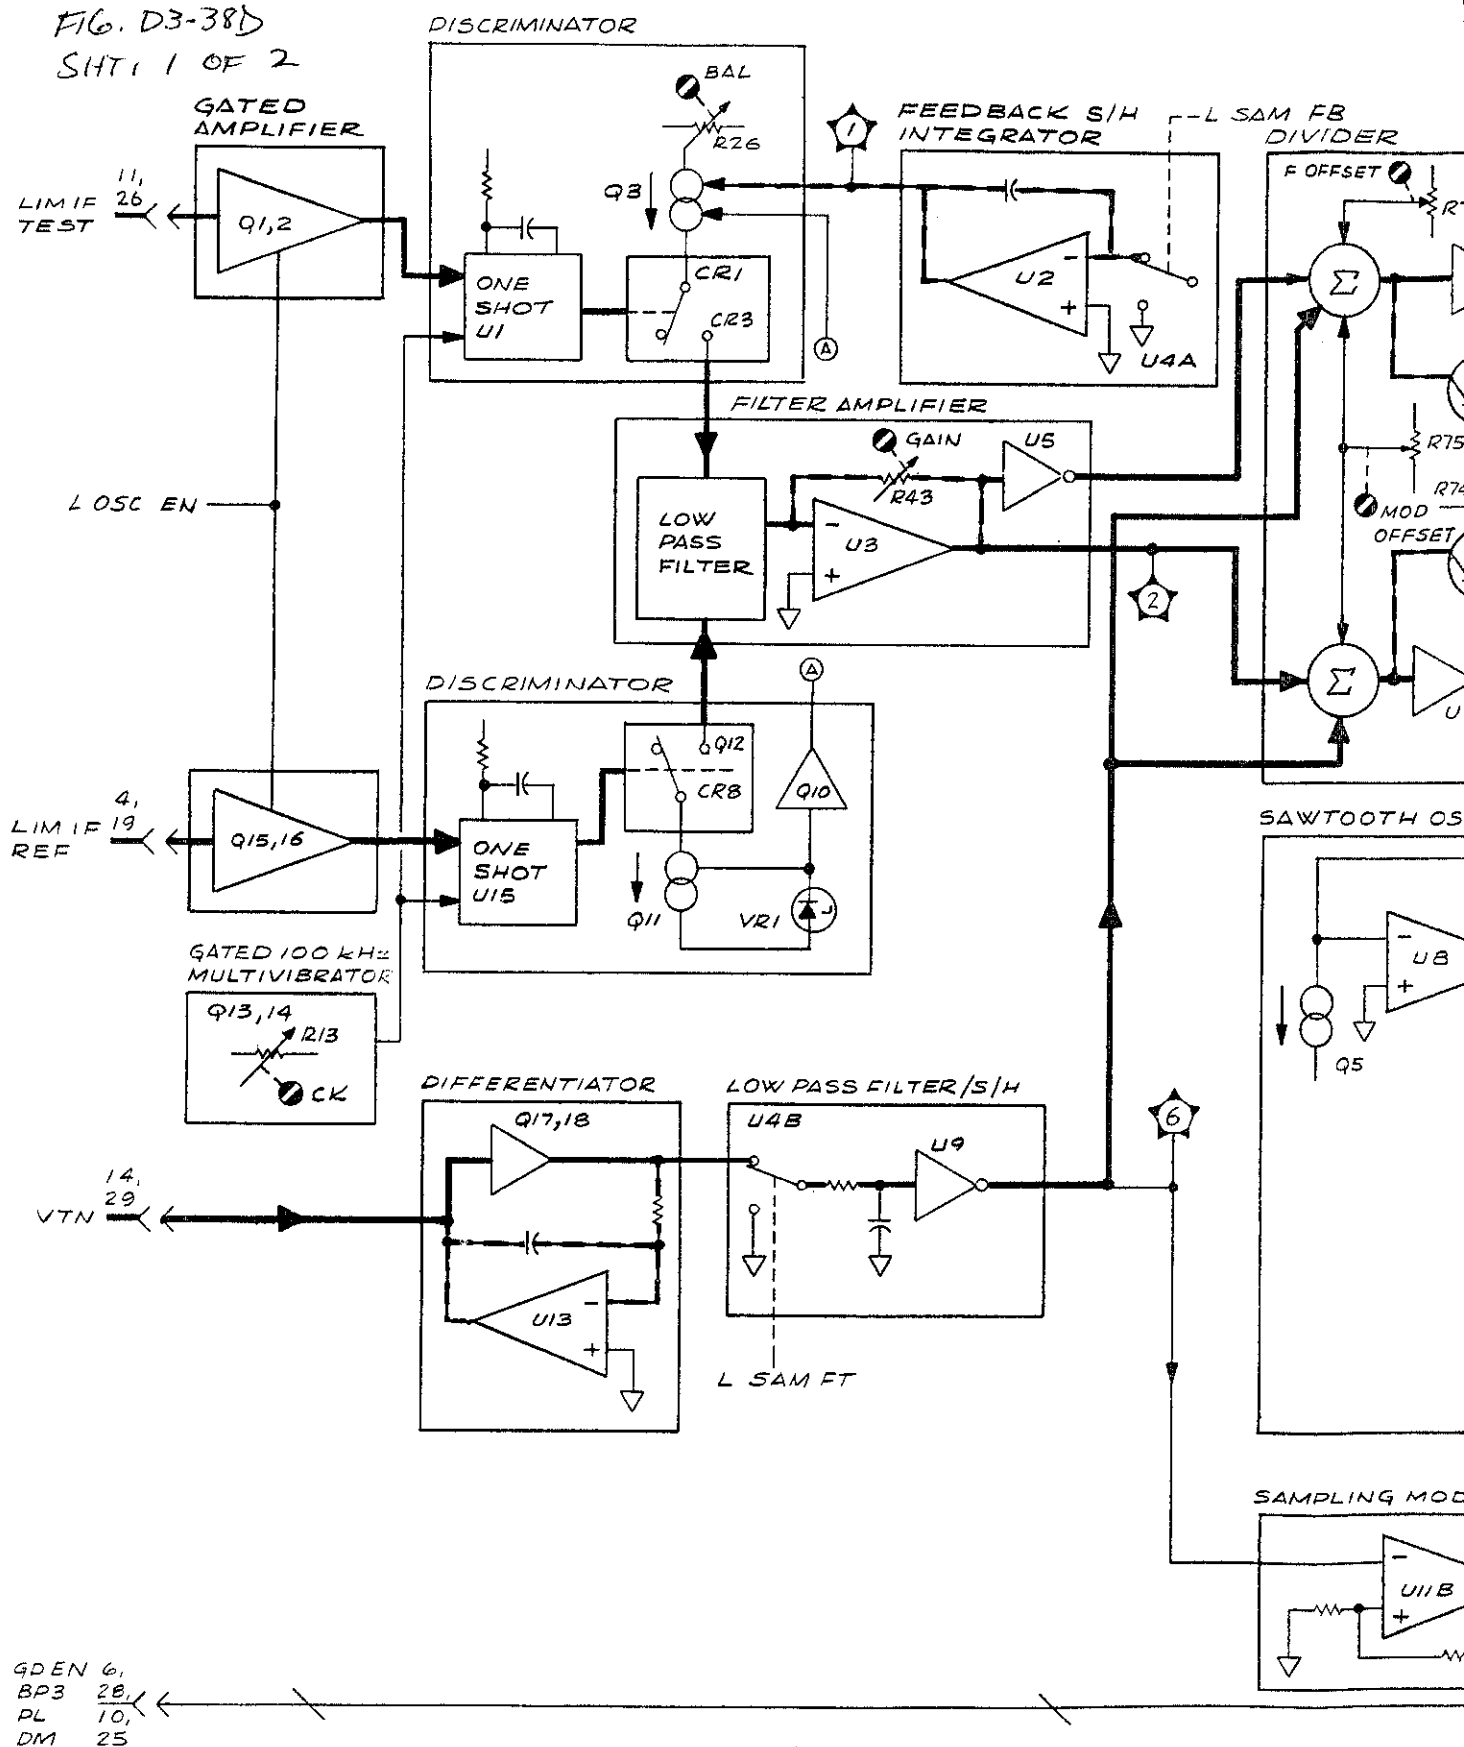 FIG. D3-38D
SHT: 1 OF 2
DISCRIMINATOR
BAL
R26
GATED
AMPLIFIER
1
FEEDBACK S/H
INTEGRATOR
L SAM FB
DIVIDER
F OFFSET
LIM IF
TEST
11,
26
Q1,2
Q3
Σ
ONE
SHOT
U1
CR1
CR3
A
U2
-
+
U4A
FILTER AMPLIFIER
GAIN
R43
U5
R75
R74
MOD
OFFSET
L OSC EN
LOW
PASS
FILTER
-
U3
+
2
Σ
U
DISCRIMINATOR
A
Q12
CR8
Q10
LIM IF
REF
4,
19
Q15,16
ONE
SHOT
U15
Q11
VR1
SAWTOOTH OS
-
U8
+
Q5
GATED 100 kHz
MULTIVIBRATOR
Q13,14
R13
CK
DIFFERENTIATOR
Q17,18
LOW PASS FILTER/S/H
U4B
U9
6
VTN
14,
29
-
U13
+
L SAM FT
SAMPLING MOD
-
U11B
+
GDEN 6,
BP3 28,
PL 10,
DM 25